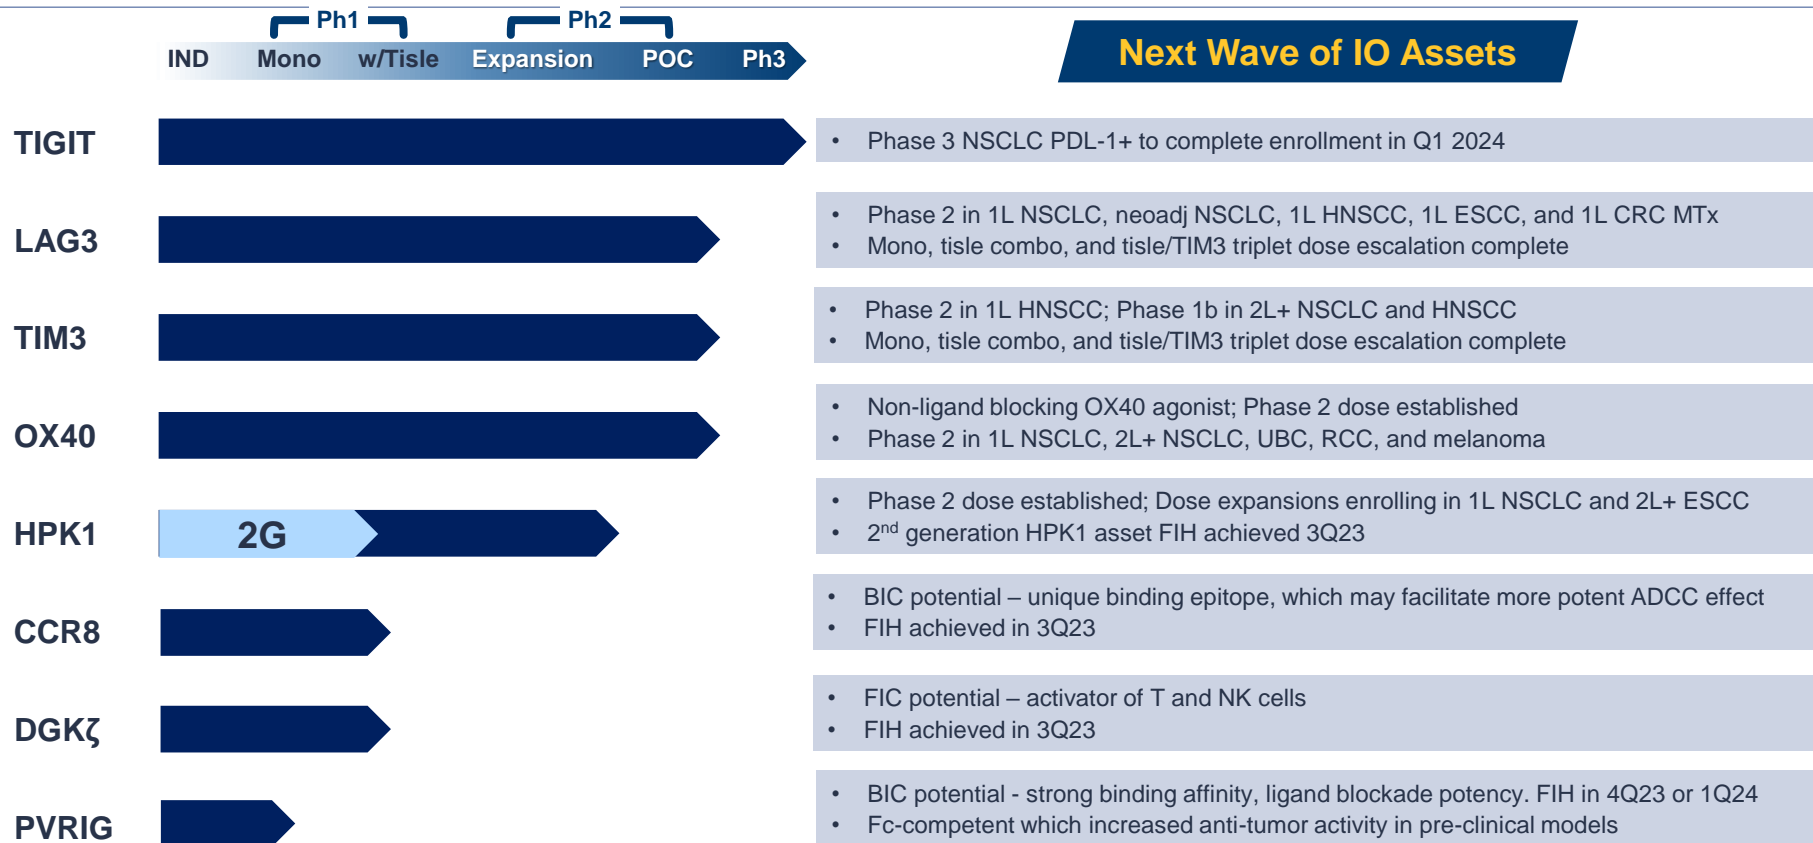 Ph1
Ph2
IND Mono w/Tisle Expansion POC Ph3
Next Wave of IO Assets
TIGIT
• Phase 3 NSCLC PDL-1+ to complete enrollment in Q1 2024
LAG3
• Phase 2 in 1L NSCLC, neoadj NSCLC, 1L HNSCC, 1L ESCC, and 1L CRC MTx
• Mono, tisle combo, and tisle/TIM3 triplet dose escalation complete
TIM3
• Phase 2 in 1L HNSCC; Phase 1b in 2L+ NSCLC and HNSCC
• Mono, tisle combo, and tisle/TIM3 triplet dose escalation complete
OX40
• Non-ligand blocking OX40 agonist; Phase 2 dose established
• Phase 2 in 1L NSCLC, 2L+ NSCLC, UBC, RCC, and melanoma
HPK1
2G
• Phase 2 dose established; Dose expansions enrolling in 1L NSCLC and 2L+ ESCC
• 2nd generation HPK1 asset FIH achieved 3Q23
CCR8
• BIC potential – unique binding epitope, which may facilitate more potent ADCC effect
• FIH achieved in 3Q23
DGKζ
• FIC potential – activator of T and NK cells
• FIH achieved in 3Q23
PVRIG
• BIC potential - strong binding affinity, ligand blockade potency. FIH in 4Q23 or 1Q24
• Fc-competent which increased anti-tumor activity in pre-clinical models